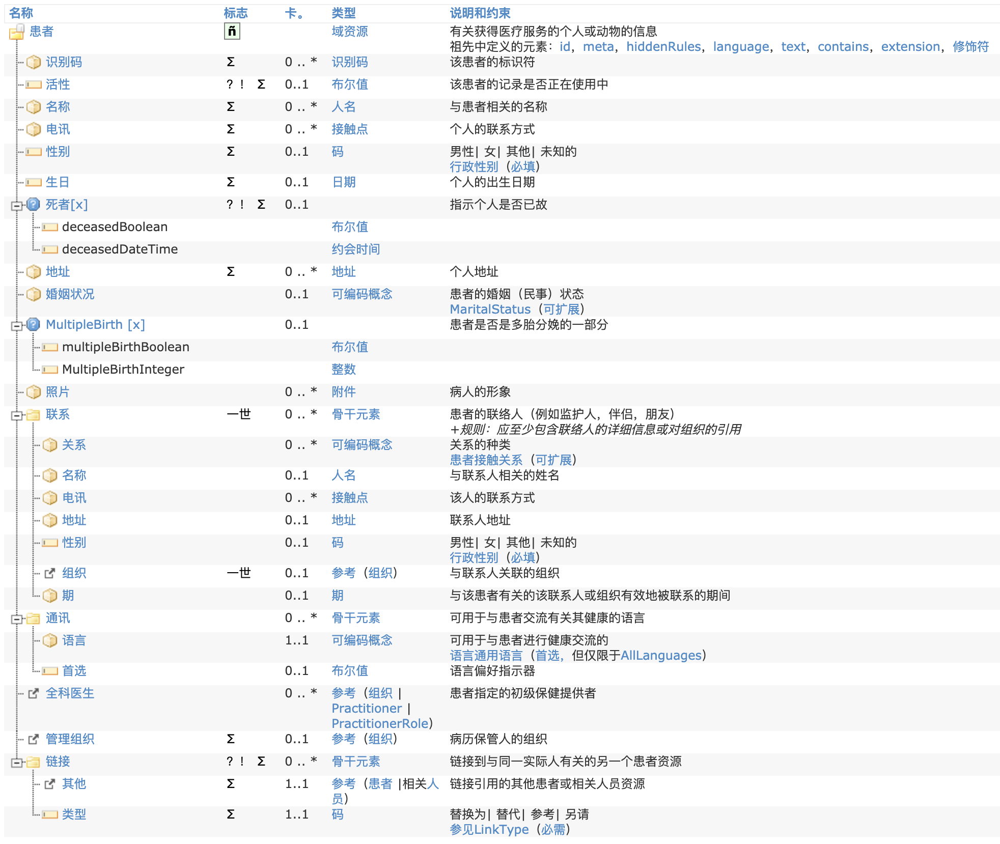 名称 标志 卡。 类型 说明和约束
患者 ñ 域资源 有关获得医疗服务的个人或动物的信息
祖先中定义的元素：id，meta，hiddenRules，language，text，contains，extension，修饰符
识别码 Σ 0 .. * 识别码 该患者的标识符
活性 ？！ Σ 0..1 布尔值 该患者的记录是否正在使用中
名称 Σ 0 .. * 人名 与患者相关的名称
电讯 Σ 0 .. * 接触点 个人的联系方式
性别 Σ 0..1 码 男性| 女| 其他| 未知的
行政性别（必填）
生日 Σ 0..1 日期 个人的出生日期
死者[x] ？！ Σ 0..1 指示个人是否已故
deceasedBoolean 布尔值
deceasedDateTime 约会时间
地址 Σ 0 .. * 地址 个人地址
婚姻状况 0..1 可编码概念 患者的婚姻（民事）状态
MaritalStatus（可扩展）
MultipleBirth [x] 0..1 患者是否是多胎分娩的一部分
multipleBirthBoolean 布尔值
MultipleBirthInteger 整数
照片 0 .. * 附件 病人的形象
联系 一世 0 .. * 骨干元素 患者的联络人（例如监护人，伴侣，朋友）
+规则：应至少包含联络人的详细信息或对组织的引用
关系 0 .. * 可编码概念 关系的种类
患者接触关系（可扩展）
名称 0..1 人名 与联系人相关的姓名
电讯 0 .. * 接触点 该人的联系方式
地址 0..1 地址 联系人地址
性别 0..1 码 男性| 女| 其他| 未知的
行政性别（必填）
组织 一世 0..1 参考（组织） 与联系人关联的组织
期 0..1 期 与该患者有关的该联系人或组织有效地被联系的期间
通讯 0 .. * 骨干元素 可用于与患者交流有关其健康的语言
语言 1..1 可编码概念 可用于与患者进行健康交流的
语言通用语言（首选，但仅限于AllLanguages）
首选 0..1 布尔值 语言偏好指示器
全科医生 0 .. * 参考（组织 | 患者指定的初级保健提供者
Practitioner |
PractitionerRole）
管理组织 Σ 0..1 参考（组织） 病历保管人的组织
链接 ？！ Σ 0 .. * 骨干元素 链接到与同一实际人有关的另一个患者资源
其他 Σ 1..1 参考（患者 |相关人 链接引用的其他患者或相关人员资源
员）
类型 Σ 1..1 码 替换为| 替代| 参考| 另请
参见LinkType（必需）